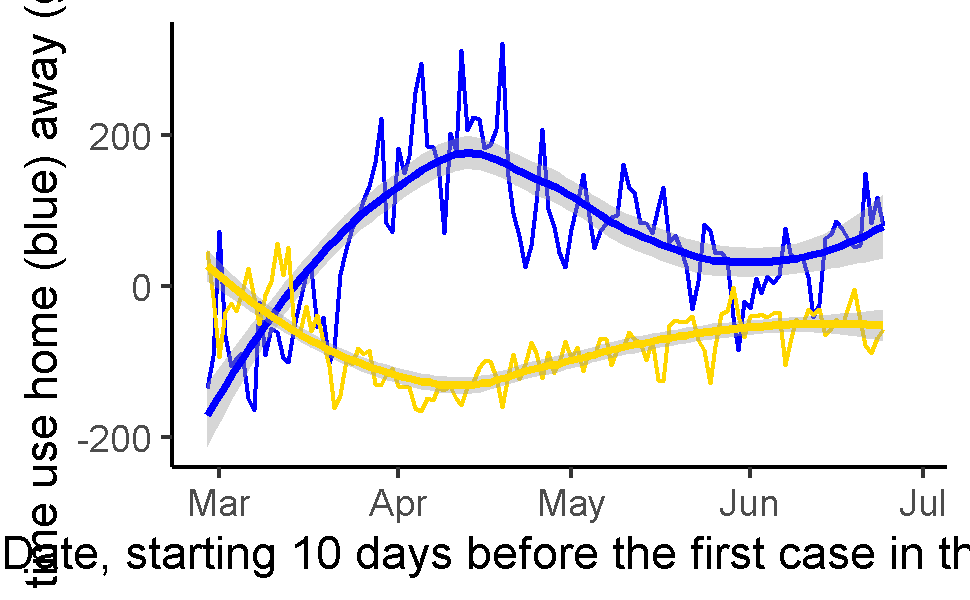 time use home (blue) away (
200
0
-200
Mar Apr May Jun Jul
Date, starting 10 days before the first case in th